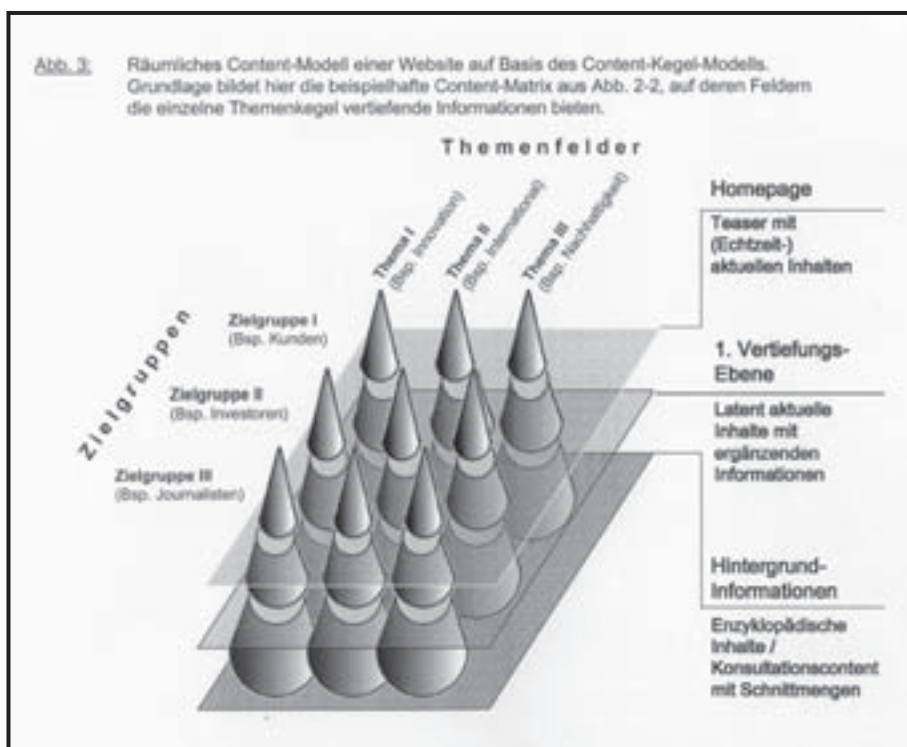 Abb. 3: Räumliches Content-Modell einer Website auf Basis des Content-Kegel-Modells.
Grundlage bildet hier die beispielhafte Content-Matrix aus Abb. 2-2, auf deren Feldern
die einzelne Themenkegel vertiefende Informationen bieten.
Themenfelder
Thema I
(Bsp. Innovation)
Thema II
(Bsp. International)
Thema III
(Bsp. Nachhaltigkeit)
Zielgruppen
Zielgruppe I
(Bsp. Kunden)
Zielgruppe II
(Bsp. Investoren)
Zielgruppe III
(Bsp. Journalisten)
Homepage
Teaser mit
(Echtzeit-)
aktuellen Inhalten
1. Vertiefungs-
Ebene
Latent aktuelle
Inhalte mit
ergänzenden
Informationen
Hintergrund-
Informationen
Enzyklopädische
Inhalte /
Konsultationscontent
mit Schnittmengen